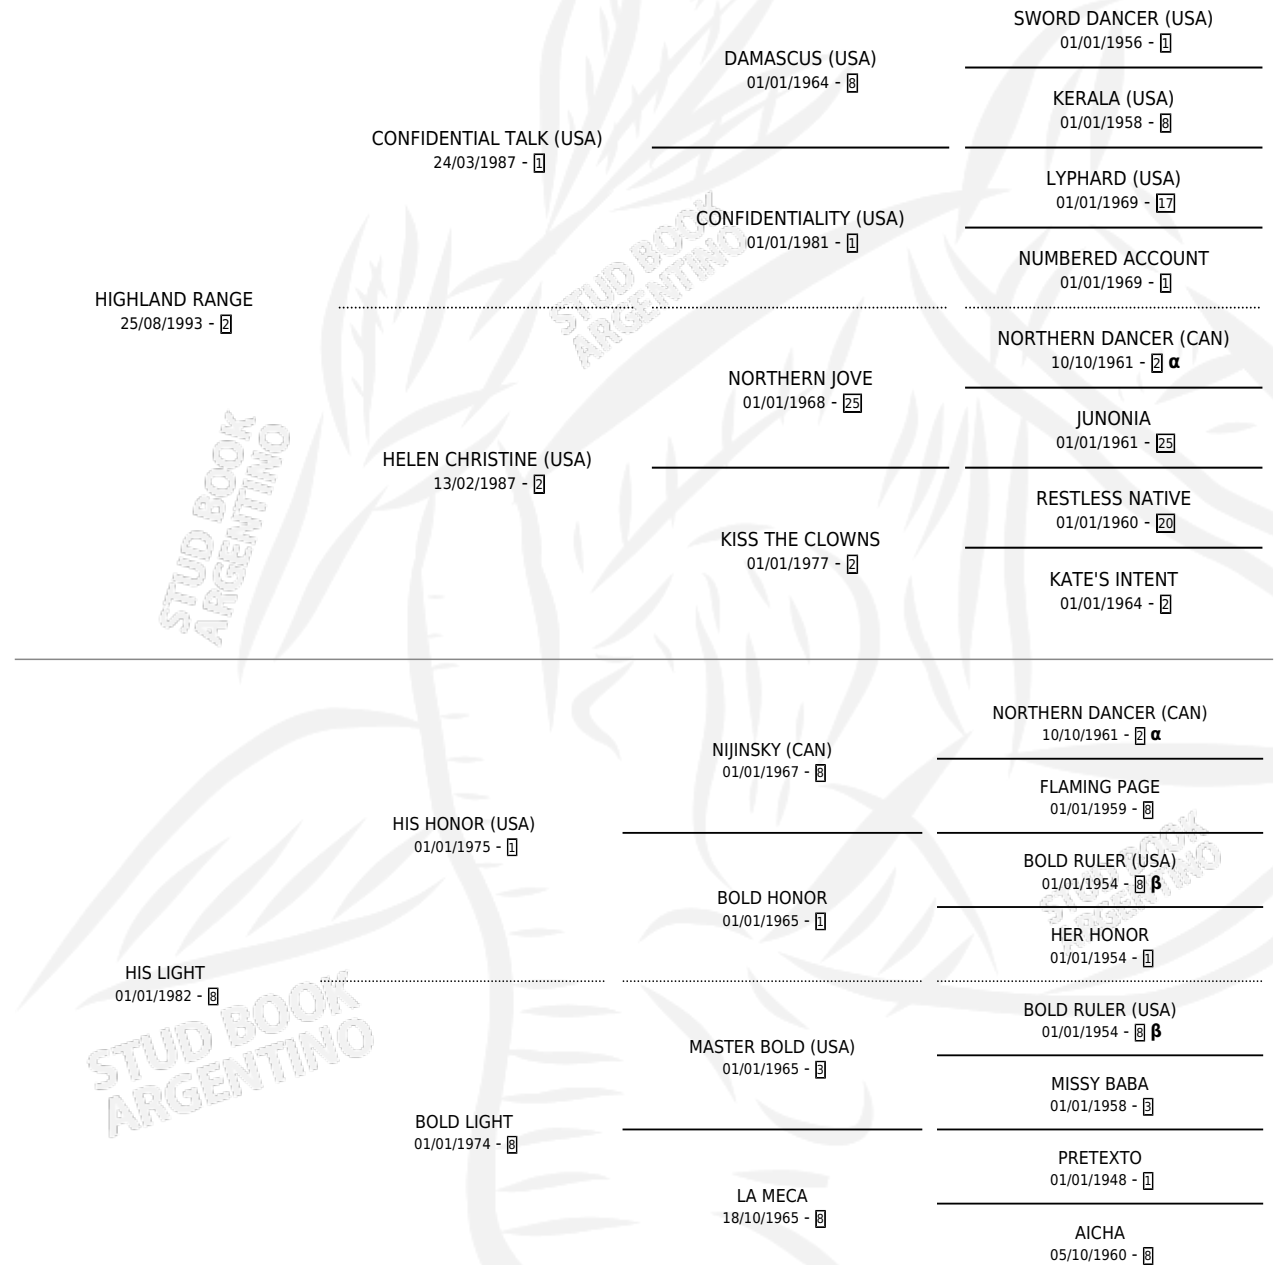 SWORD DANCER (USA)
01/01/1956 - 1
DAMASCUS (USA)
01/01/1964 - 8
KERALA (USA)
01/01/1958 - 8
CONFIDENTIAL TALK (USA)
24/03/1987 - 1
LYPHARD (USA)
01/01/1969 - 17
CONFIDENTIALITY (USA)
01/01/1981 - 1
NUMBERED ACCOUNT
01/01/1969 - 1
HIGHLAND RANGE
25/08/1993 - 2
NORTHERN DANCER (CAN)
10/10/1961 - 2 α
NORTHERN JOVE
01/01/1968 - 25
JUNONIA
01/01/1961 - 25
HELEN CHRISTINE (USA)
13/02/1987 - 2
RESTLESS NATIVE
01/01/1960 - 20
KISS THE CLOWNS
01/01/1977 - 2
KATE'S INTENT
01/01/1964 - 2
NORTHERN DANCER (CAN)
10/10/1961 - 2 α
NIJINSKY (CAN)
01/01/1967 - 8
FLAMING PAGE
01/01/1959 - 8
HIS HONOR (USA)
01/01/1975 - 1
BOLD RULER (USA)
01/01/1954 - 8 β
BOLD HONOR
01/01/1965 - 1
HER HONOR
01/01/1954 - 1
HIS LIGHT
01/01/1982 - 8
BOLD RULER (USA)
01/01/1954 - 8 β
MASTER BOLD (USA)
01/01/1965 - 3
MISSY BABA
01/01/1958 - 3
BOLD LIGHT
01/01/1974 - 8
PRETEXTO
01/01/1948 - 1
LA MECA
18/10/1965 - 8
AICHA
05/10/1960 - 8
STUD BOOK
ARGENTINO
STUD BOOK
ARGENTINO
STUD BOOK
ARGENTINO
STUD BOOK
ARGENTINO